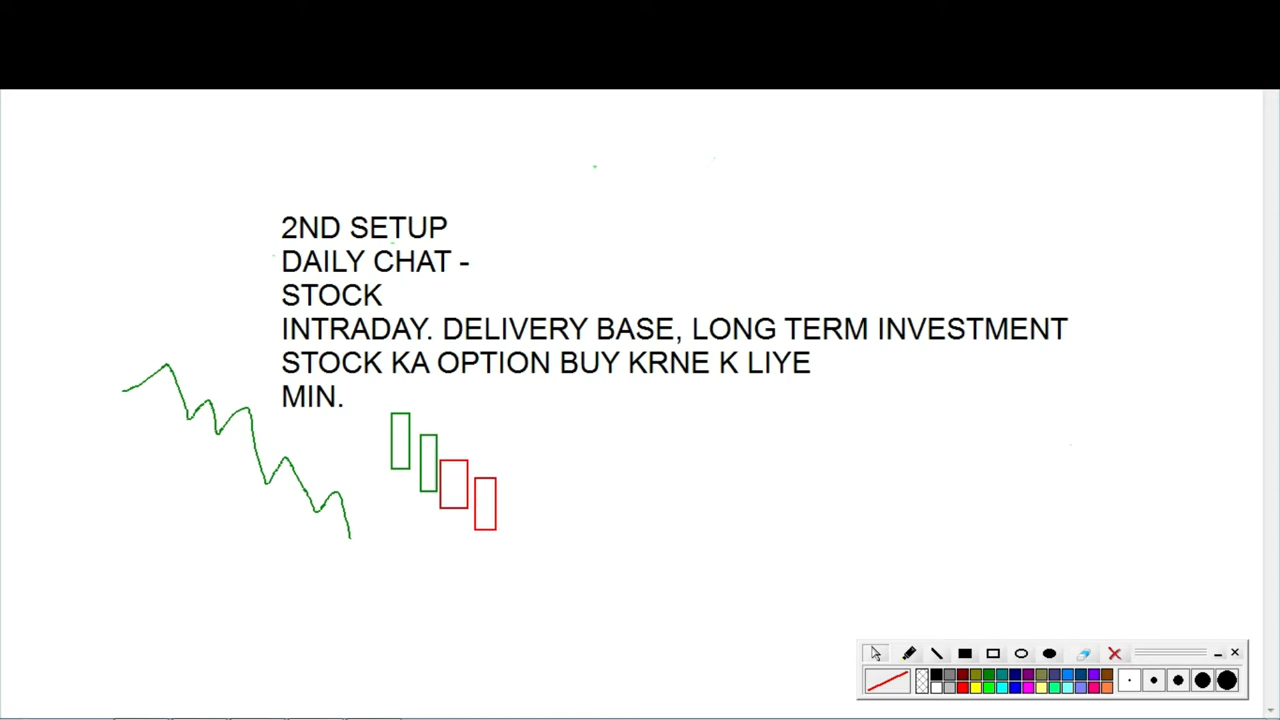 2ND SETUP
DAILY CHAT -
STOCK
INTRADAY. DELIVERY BASE, LONG TERM INVESTMENT
STOCK KA OPTION BUY KRNE K LIYE
MIN.